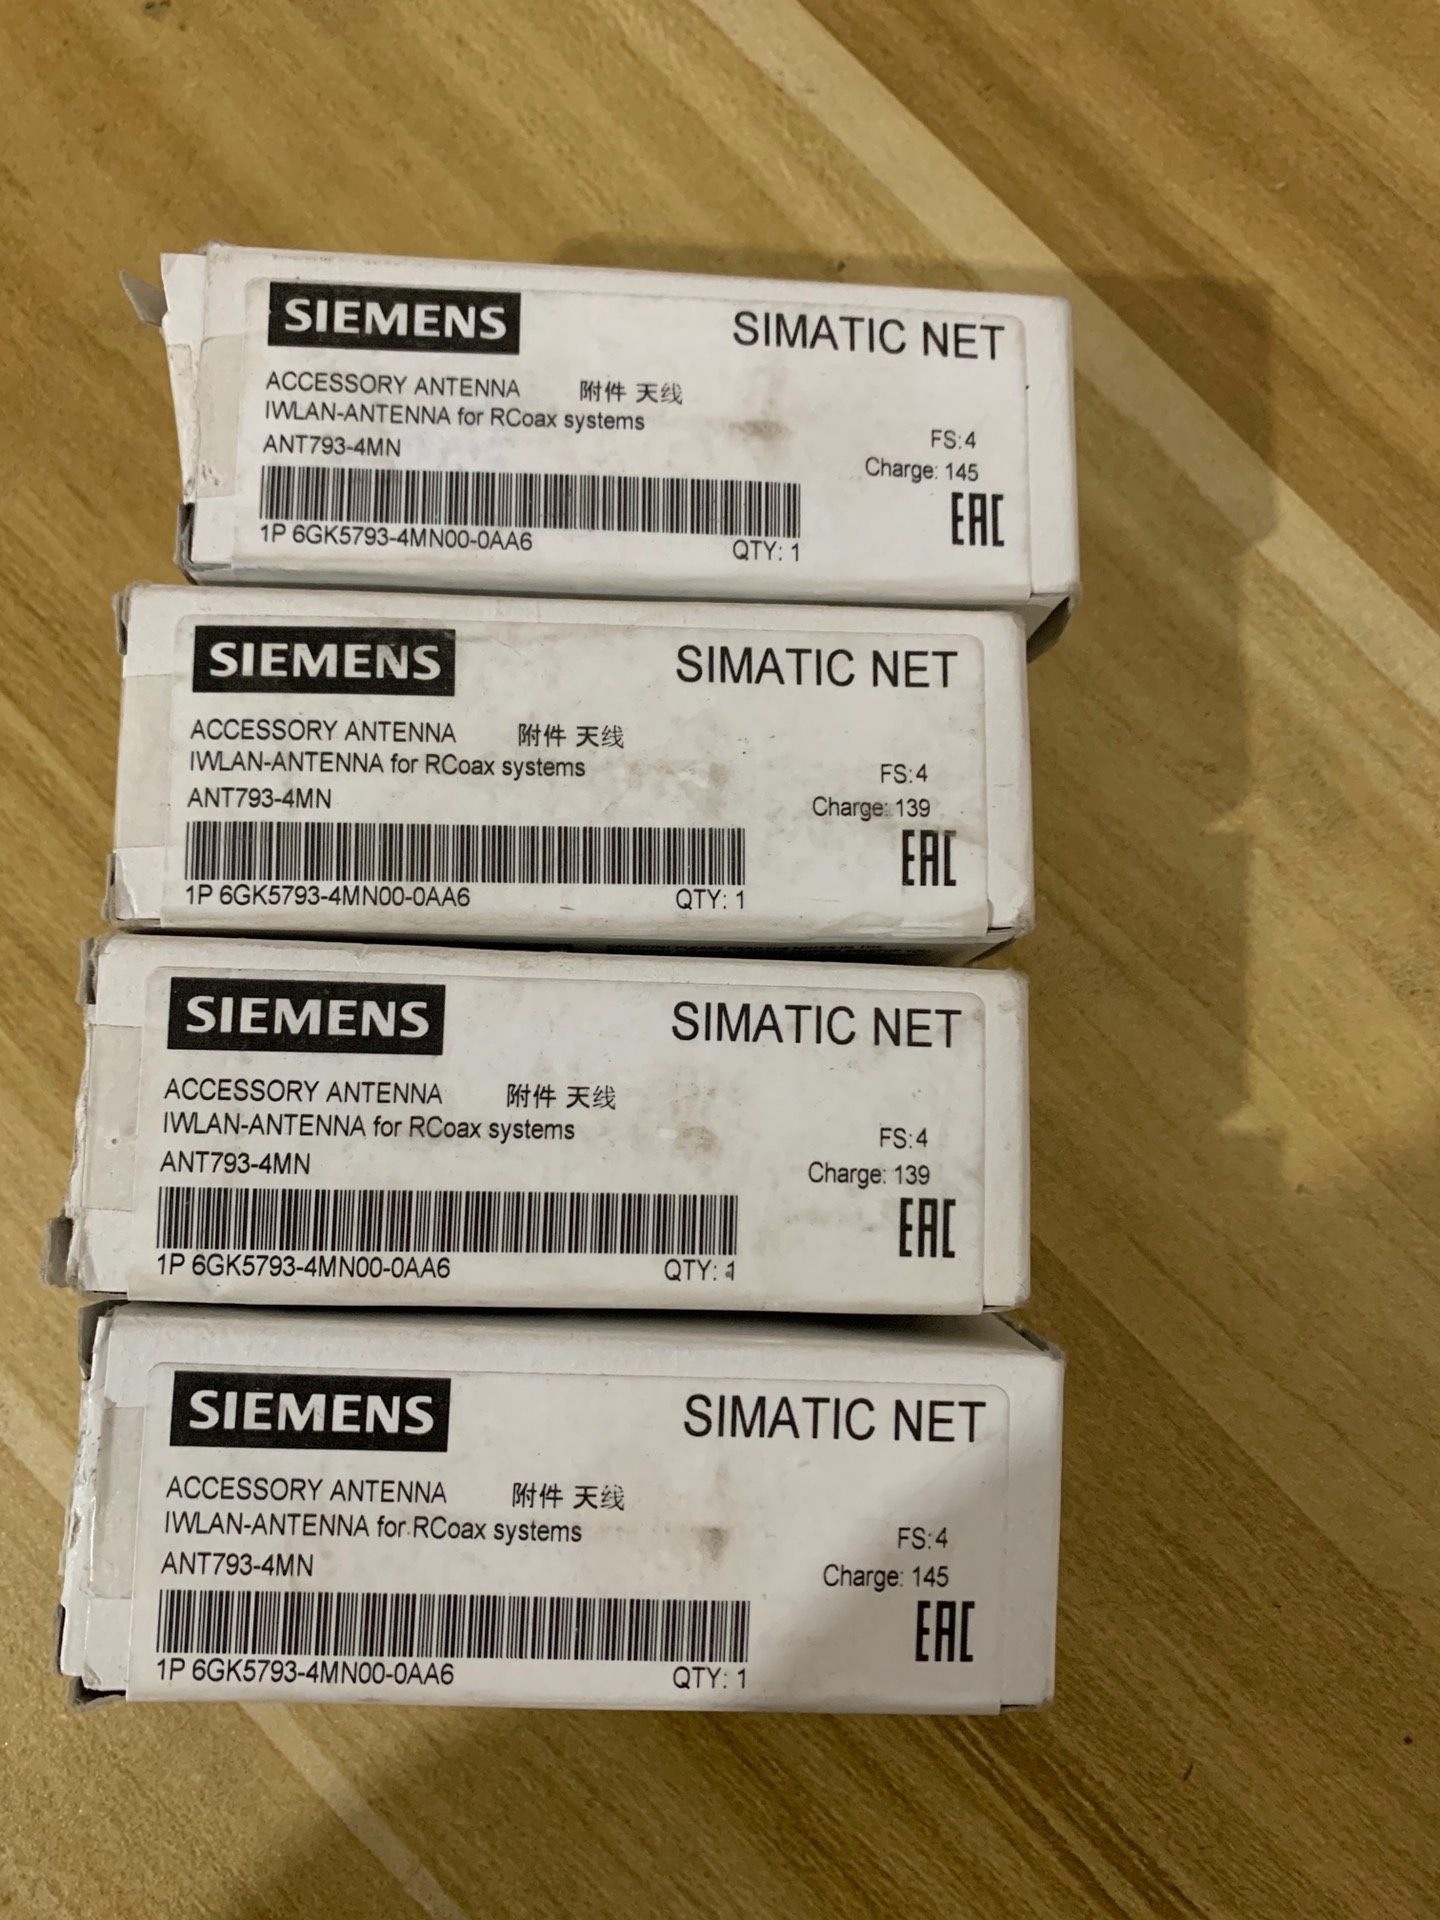 SIEMENS SIMATIC NET
ACCESSORY ANTENNA 附件 天线
IWLAN-ANTENNA for RCoax systems
ANT793-4MN FS:4
Charge: 145
EAC
1P 6GK5793-4MN00-0AA6 QTY: 1
SIEMENS SIMATIC NET
ACCESSORY ANTENNA 附件 天线
IWLAN-ANTENNA for RCoax systems
ANT793-4MN FS:4
Charge: 139
EAC
1P 6GK5793-4MN00-0AA6 QTY: 1
SIEMENS SIMATIC NET
ACCESSORY ANTENNA 附件 天线
IWLAN-ANTENNA for RCoax systems
ANT793-4MN FS:4
Charge: 139
EAC
1P 6GK5793-4MN00-0AA6 QTY: 1
SIEMENS SIMATIC NET
ACCESSORY ANTENNA 附件 天线
IWLAN-ANTENNA for RCoax systems
ANT793-4MN FS:4
Charge: 145
EAC
1P 6GK5793-4MN00-0AA6 QTY: 1